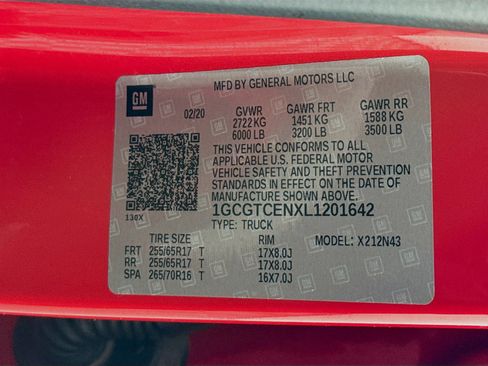 MFD BY GENERAL MOTORS LLC
GM
02/20
GVWR GAWR FRT GAWR RR
2722 KG 1451 KG 1588 KG
6000 LB 3200 LB 3500 LB
THIS VEHICLE CONFORMS TO ALL
APPLICABLE U.S. FEDERAL MOTOR
VEHICLE SAFETY AND THEFT PREVENTION
STANDARDS IN EFFECT ON THE DATE OF
MANUFACTURE SHOWN ABOVE.
130X
1GCGTCENXL1201642
TYPE: TRUCK
TIRE SIZE RIM MODEL: X212N43
FRT 255/65R17 T 17X8.0J
RR 255/65R17 T 17X8.0J
SPA 265/70R16 T 16X7.0J